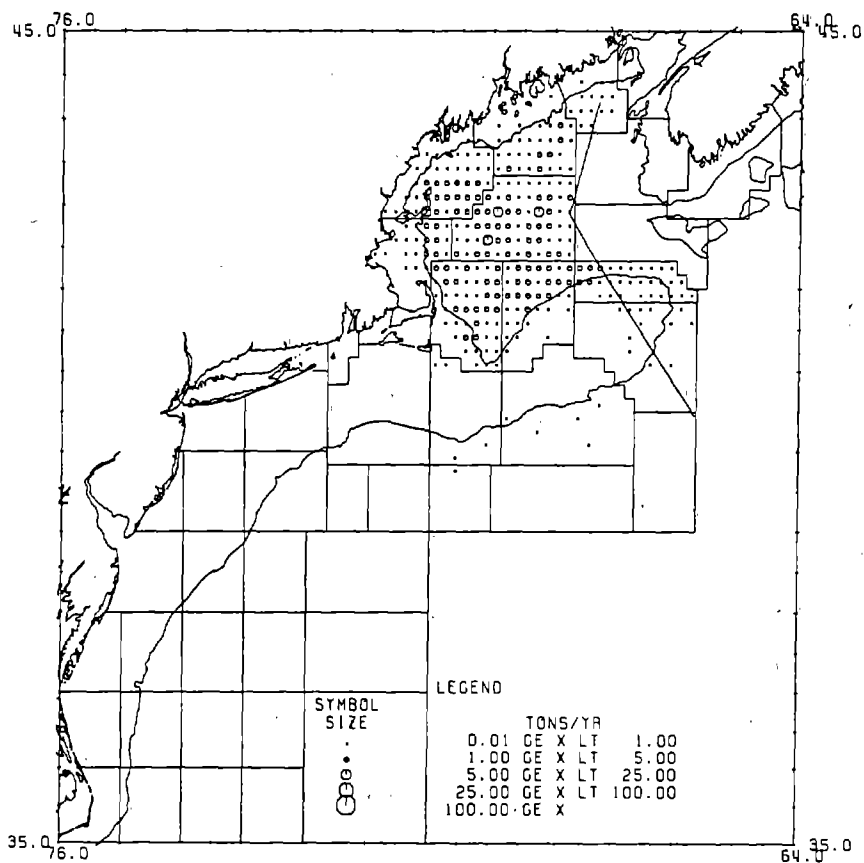 76.0 64.0
45.0 45.0
LEGEND
SYMBOL
SIZE
TONS/YR
0.01 GE X LT 1.00
1.00 GE X LT 5.00
5.00 GE X LT 25.00
25.00 GE X LT 100.00
100.00 GE X
35.0 35.0
76.0 64.0